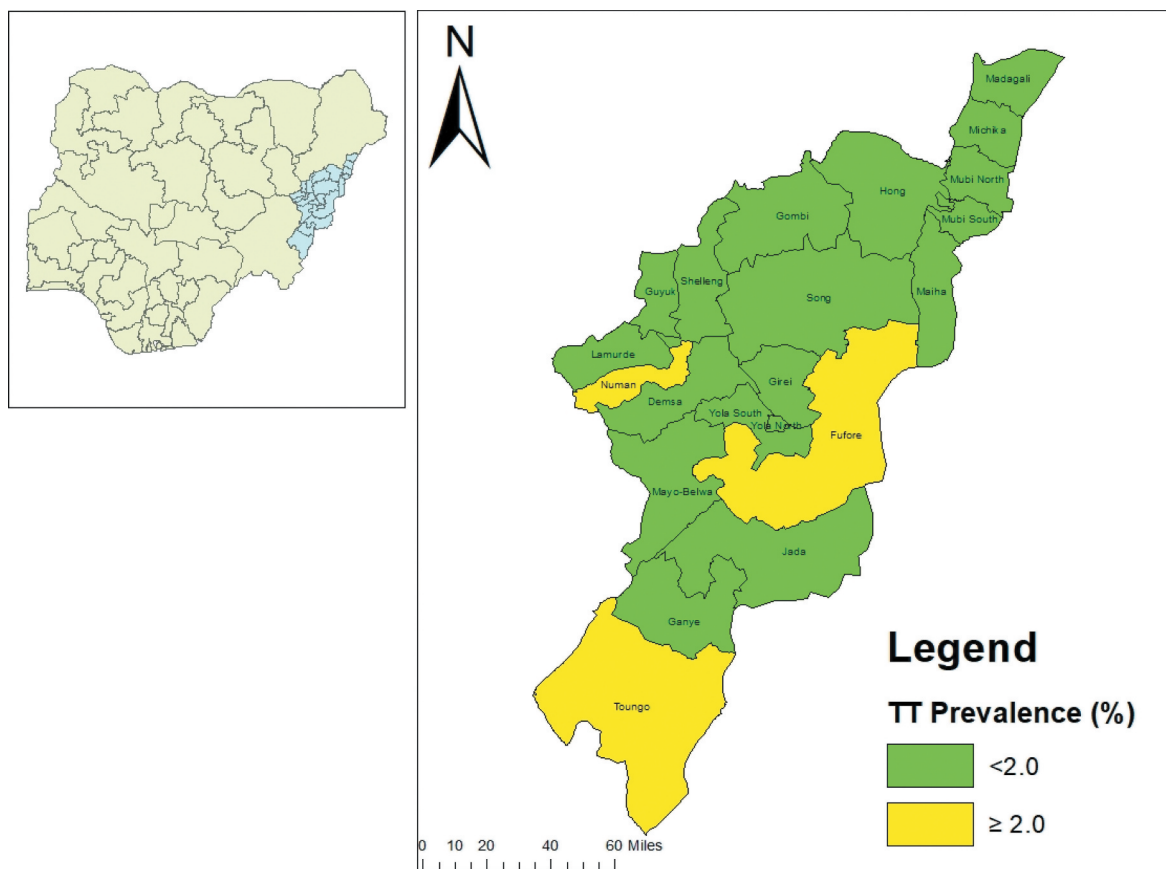 N
Madagali
Michika
Mubi North
Hong
Mubi South
Gombi
Shelleng
Guyuk
Song
Maiha
Lamurde
Girei
Numan
Demsa
Yola South
Yola North
Fufore
Mayo-Belwa
Jada
Ganye
Toungo
Legend
TT Prevalence (%)
<2.0
≥ 2.0
0 10 20 40 60 Miles